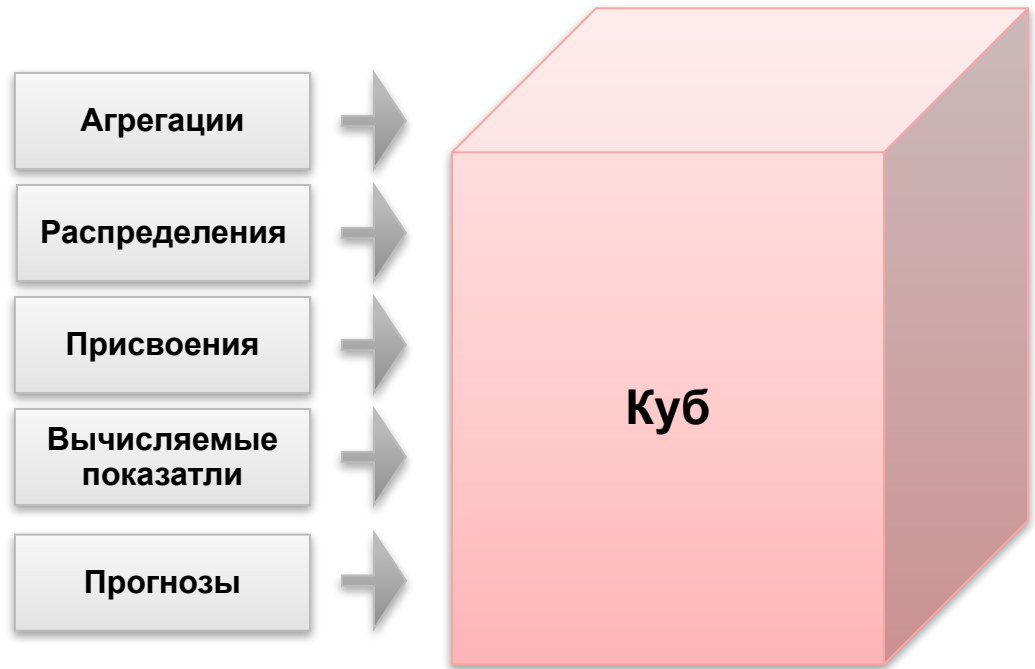 Агрегации
Распределения
Присвоения
Вычисляемые
показатли
Прогнозы
Куб